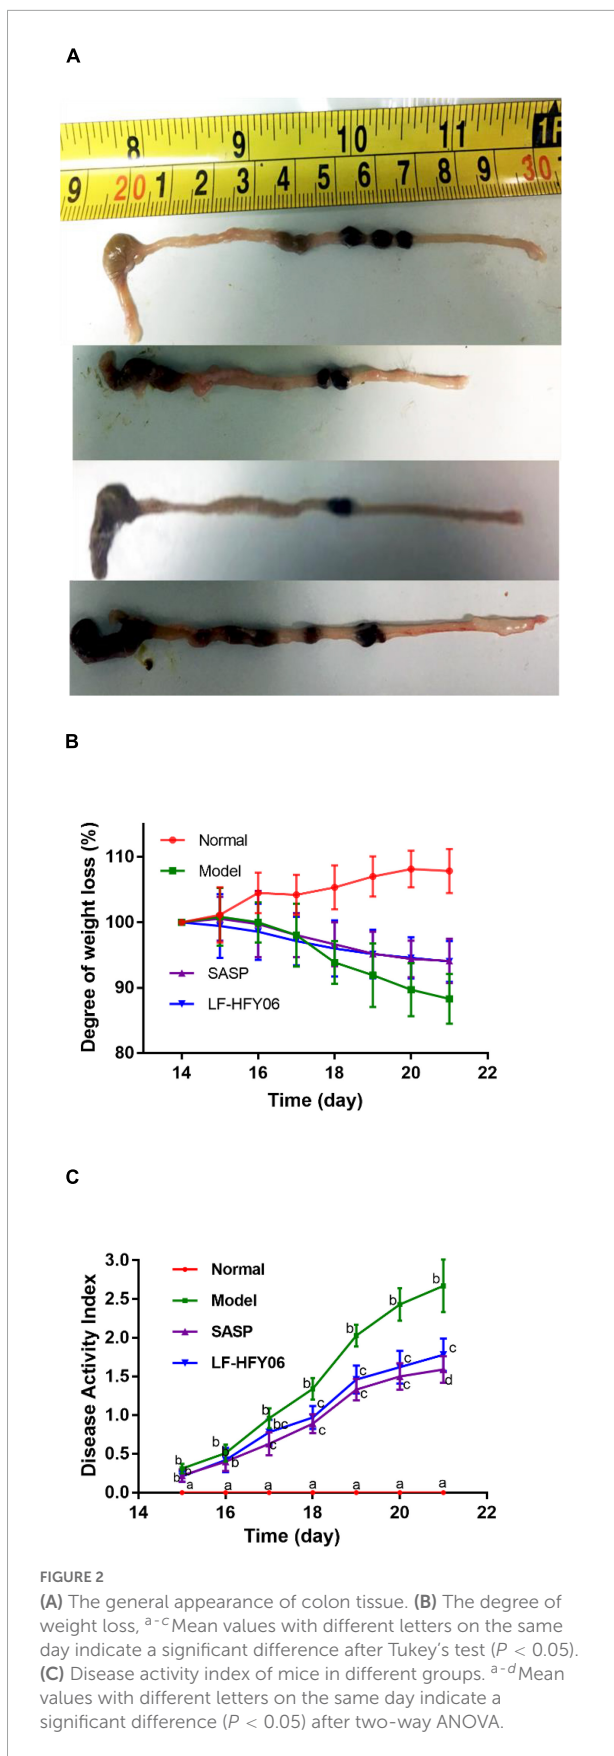 A
8 9 10 11 1F
9 20 1 2 3 4 5 6 7 8 9 30 1
B
Degree of weight loss (%)
110
100
90
80
Normal
Model
SASP
LF-HFY06
14 16 18 20 22
Time (day)
C
Disease Activity Index
3.0
2.5
2.0
1.5
1.0
0.5
0.0
Normal
Model
SASP
LF-HFY06
b b b b b b b
b b bc c c c c
b b c c c c d
a a a a a a a
14 16 18 20 22
Time (day)
FIGURE 2
(A) The general appearance of colon tissue. (B) The degree of
weight loss, a-cMean values with different letters on the same
day indicate a significant difference after Tukey's test (P < 0.05).
(C) Disease activity index of mice in different groups. a-dMean
values with different letters on the same day indicate a
significant difference (P < 0.05) after two-way ANOVA.